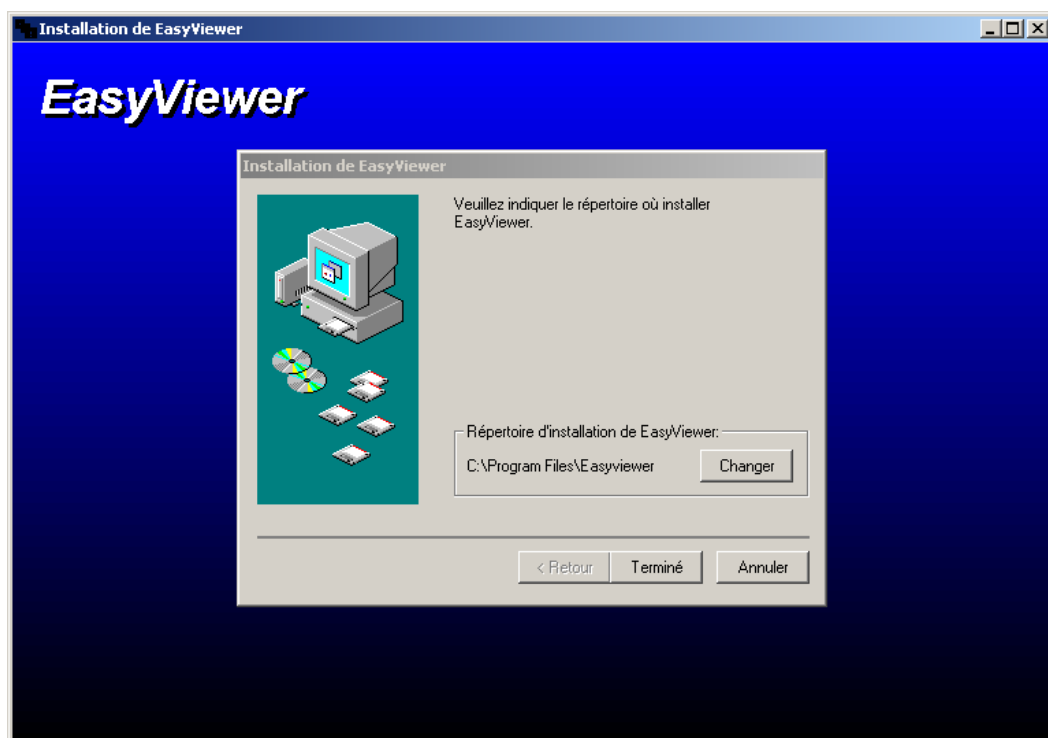 Installation de EasyViewer
EasyViewer
Installation de EasyViewer
Veuillez indiquer le répertoire où installer
EasyViewer.
Répertoire d'installation de EasyViewer:
C:\Program Files\Easyviewer
Changer
< Retour
Terminé
Annuler